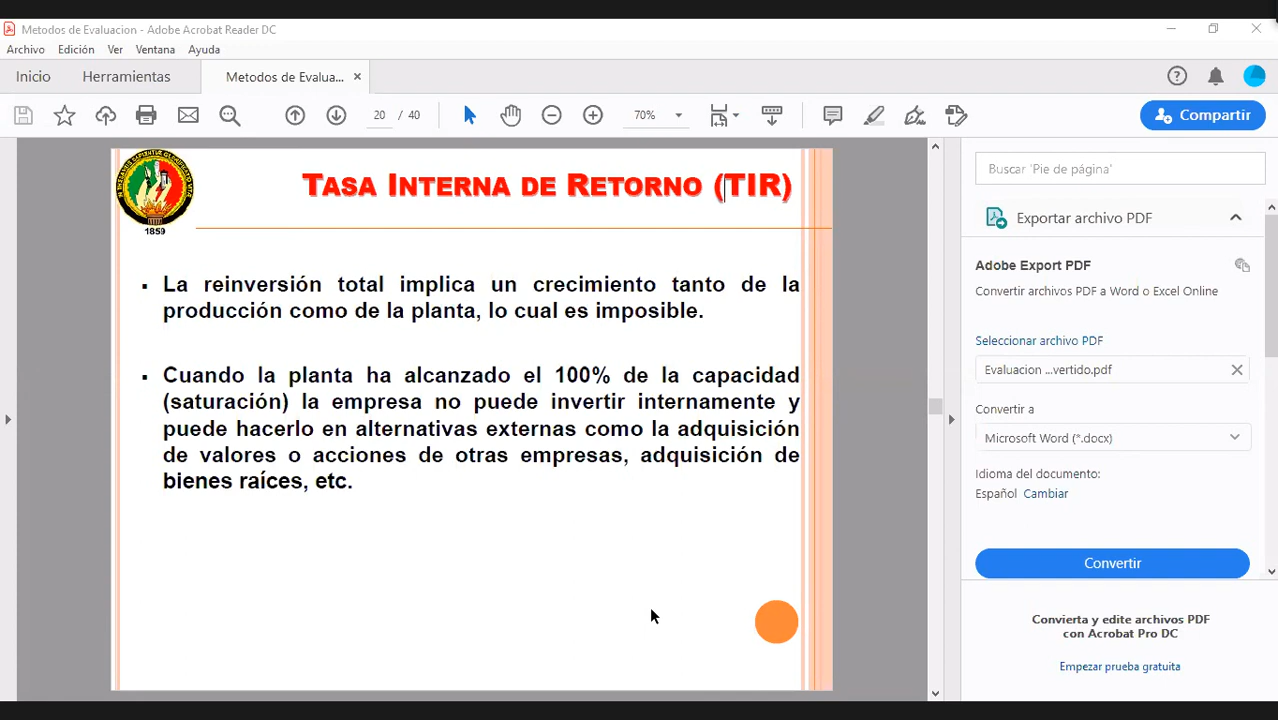 Metodos de Evaluacion - Adobe Acrobat Reader DC
Archivo Edición Ver Ventana Ayuda
Inicio Herramientas Metodos de Evalua... ×
20 / 40 70% Compartir
TASA INTERNA DE RETORNO (TIR)
1859
▪ La reinversión total implica un crecimiento tanto de la
producción como de la planta, lo cual es imposible.
▪ Cuando la planta ha alcanzado el 100% de la capacidad
(saturación) la empresa no puede invertir internamente y
puede hacerlo en alternativas externas como la adquisición
de valores o acciones de otras empresas, adquisición de
bienes raíces, etc.
Buscar 'Pie de página'
Exportar archivo PDF
Adobe Export PDF
Convertir archivos PDF a Word o Excel Online
Seleccionar archivo PDF
Evaluacion ...vertido.pdf
Convertir a
Microsoft Word (*.docx)
Idioma del documento:
Español Cambiar
Convertir
Convierta y edite archivos PDF
con Acrobat Pro DC
Empezar prueba gratuita